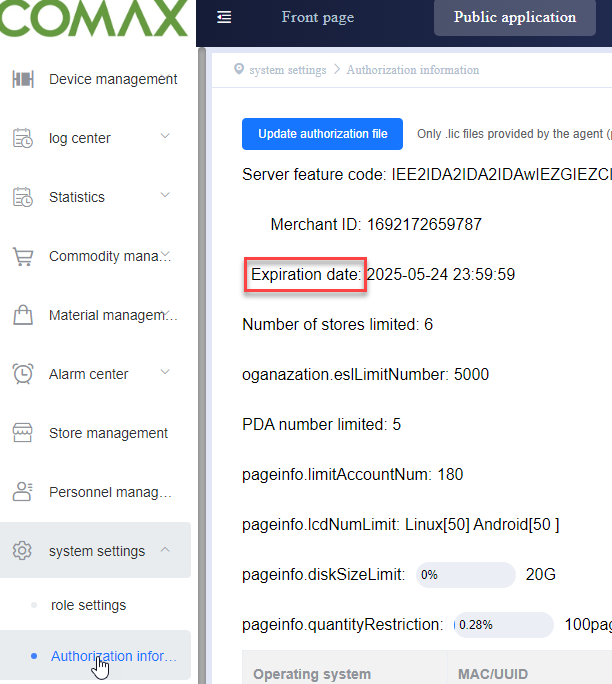 COMAX
Front page
Public application
Device management
log center
Statistics
Commodity mana...
Material managem...
Alarm center
Store management
Personnel manag...
system settings
role settings
Authorization infor...
system settings > Authorization information
Update authorization file
Only .lic files provided by the agent (
Server feature code:
Merchant ID: 1692172659787
Expiration date: 2025-05-24 23:59:59
Number of stores limited: 6
oganazation.eslLimitNumber: 5000
PDA number limited: 5
pageinfo.limitAccountNum: 180
pageinfo.lcdNumLimit: Linux[50] Android[50 ]
pageinfo.diskSizeLimit: 0% 20G
pageinfo.quantityRestriction: 0.28% 100pag
Operating system
MAC/UUID